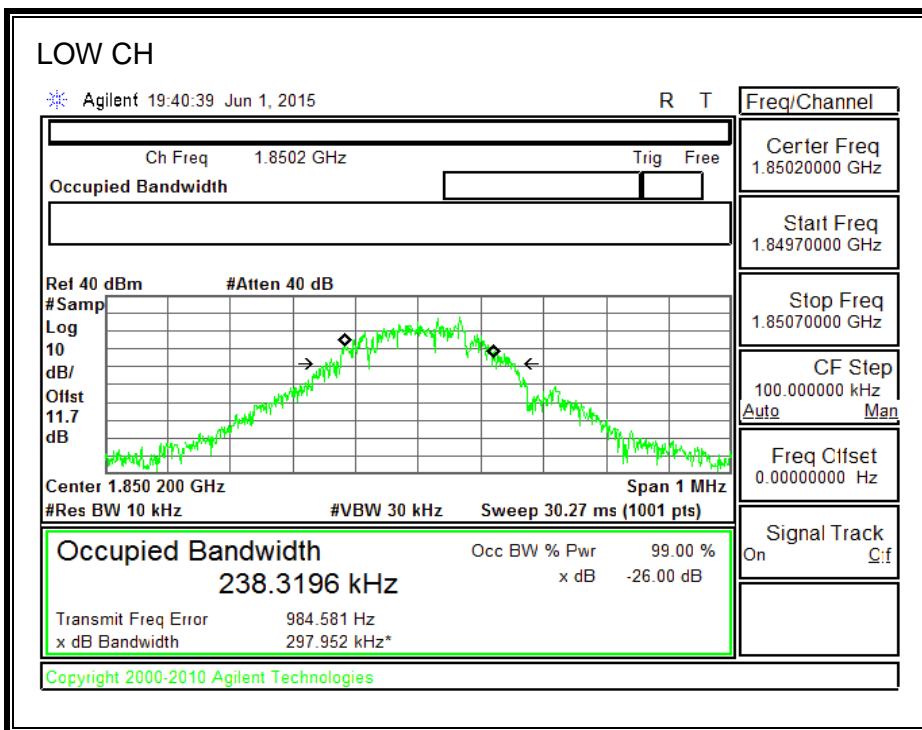 LOW CH
Agilent 19:40:39 Jun 1, 2015 R T
Freq/Channel
Ch Freq 1.8502 GHz Trig Free
Occupied Bandwidth
Center Freq
1.85020000 GHz
Start Freq
1.84970000 GHz
Stop Freq
1.85070000 GHz
CF Step
100.000000 kHz
Auto Man
Freq Offset
0.00000000 Hz
Signal Track
On Off
Ref 40 dBm #Atten 40 dB
#Samp
Log
10
dB/
Offst
11.7
dB
Center 1.850 200 GHz Span 1 MHz
#Res BW 10 kHz #VBW 30 kHz Sweep 30.27 ms (1001 pts)
Occupied Bandwidth
238.3196 kHz
Occ BW % Pwr 99.00 %
x dB -26.00 dB
Transmit Freq Error 984.581 Hz
x dB Bandwidth 297.952 kHz*
Copyright 2000-2010 Agilent Technologies